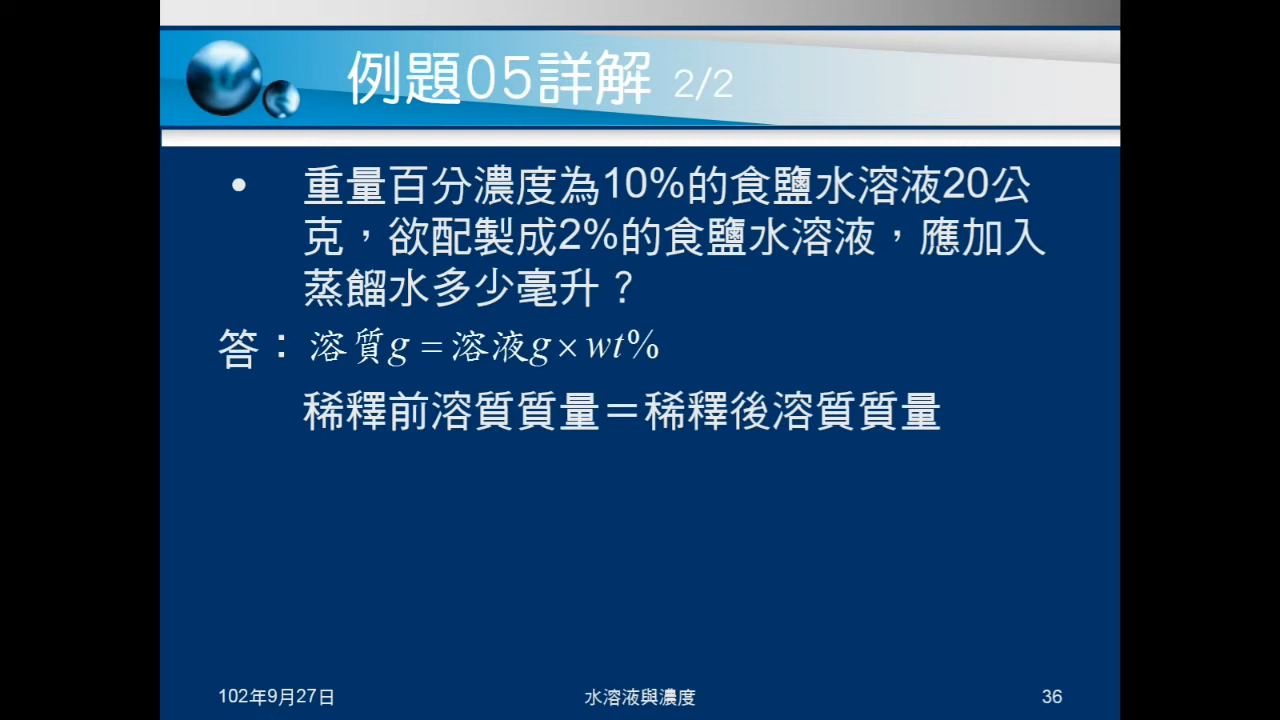 例題05詳解 2/2
• 重量百分濃度為10%的食鹽水溶液20公
克，欲配製成2%的食鹽水溶液，應加入
蒸餾水多少毫升？
答：溶質g＝溶液g×wt%
稀釋前溶質質量＝稀釋後溶質質量
102年9月27日 水溶液與濃度 36